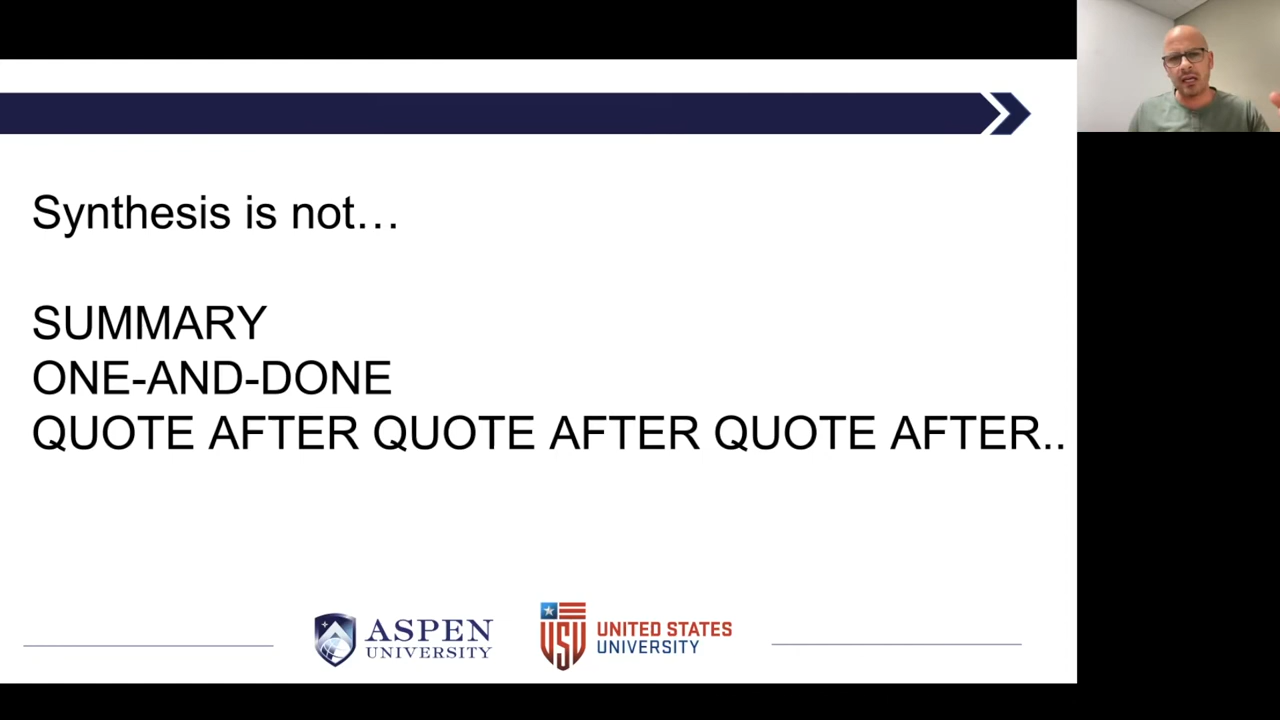 Synthesis is not…
SUMMARY
ONE-AND-DONE
QUOTE AFTER QUOTE AFTER QUOTE AFTER..
ASPEN
UNIVERSITY
USU
UNITED STATES
UNIVERSITY